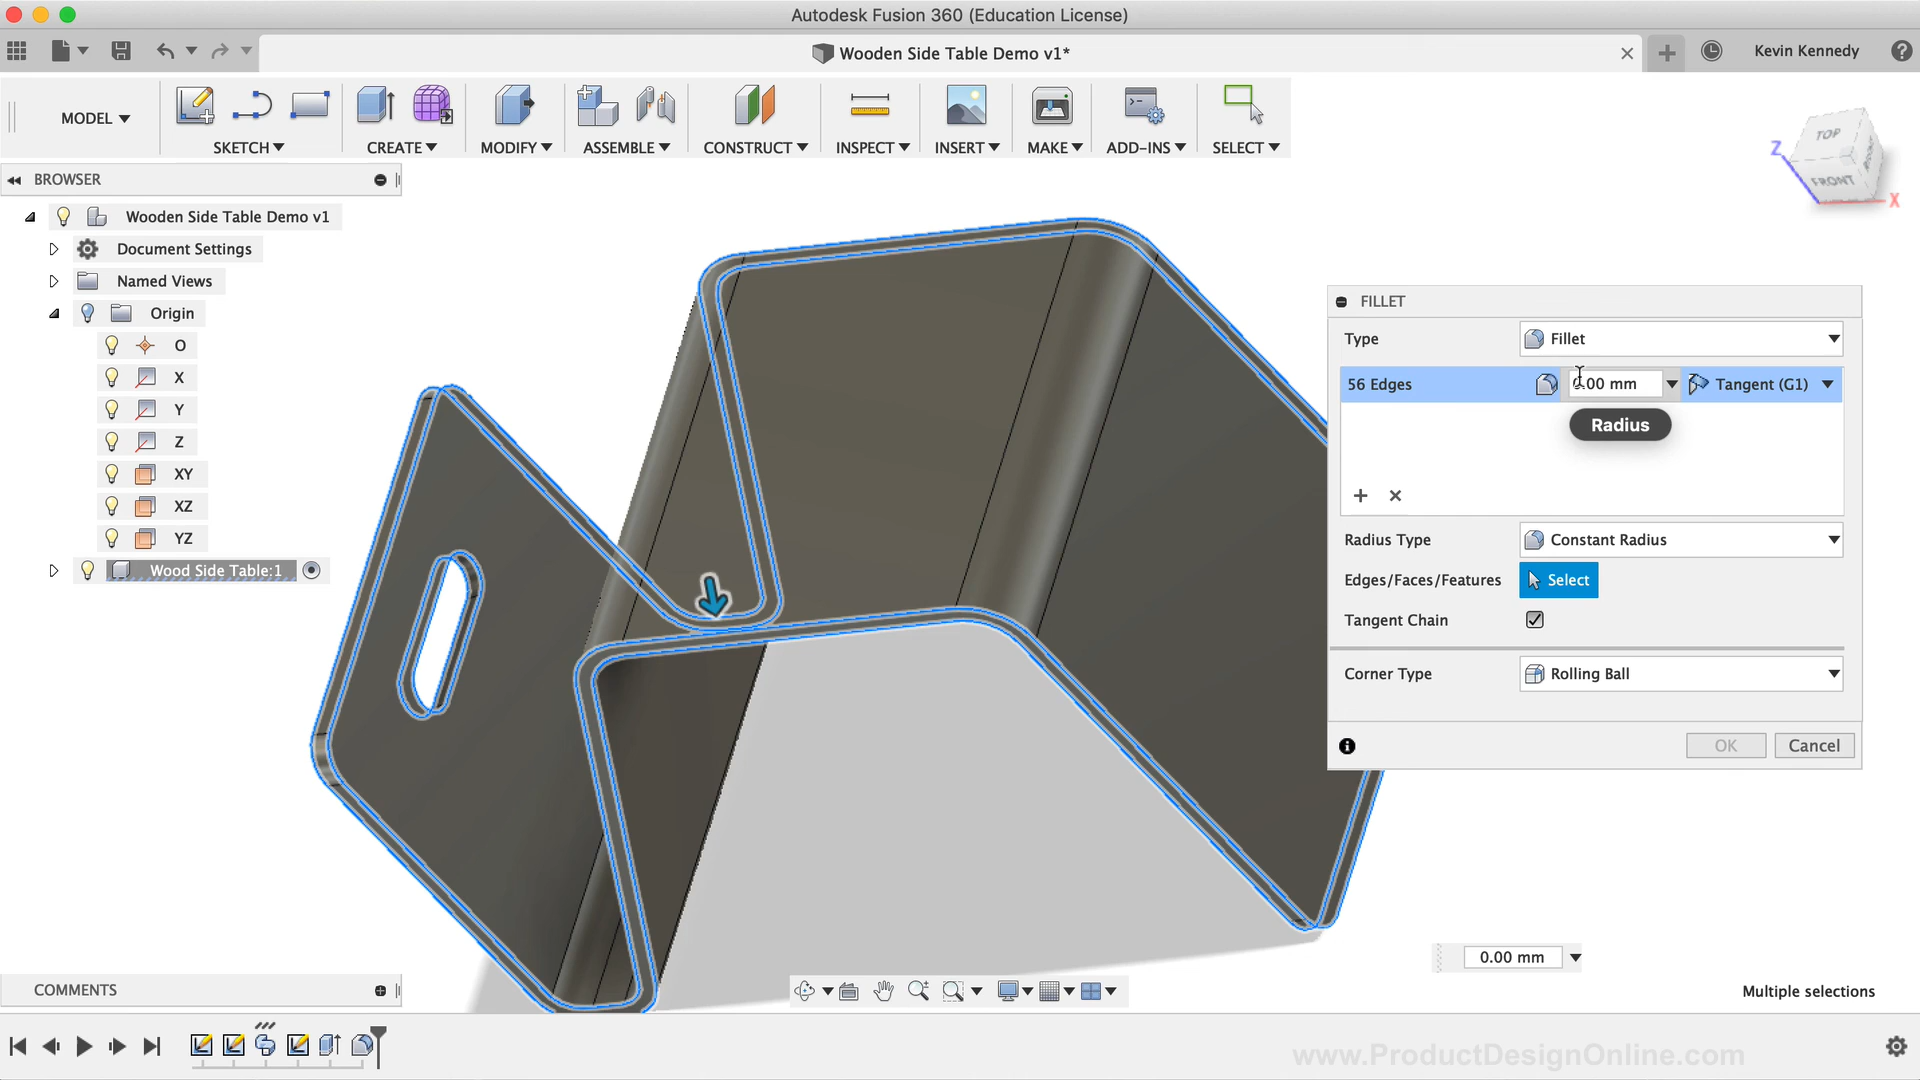 Autodesk Fusion 360 (Education License)
Wooden Side Table Demo v1*
Kevin Kennedy
MODEL
SKETCH
CREATE
MODIFY
ASSEMBLE
CONSTRUCT
INSPECT
INSERT
MAKE
ADD-INS
SELECT
TOP
FRONT
Z
X
BROWSER
Wooden Side Table Demo v1
Document Settings
Named Views
Origin
O
X
Y
Z
XY
XZ
YZ
Wood Side Table:1
FILLET
Type
Fillet
56 Edges
0.00 mm
Tangent (G1)
Radius
Radius Type
Constant Radius
Edges/Faces/Features
Select
Tangent Chain
Corner Type
Rolling Ball
OK
Cancel
0.00 mm
COMMENTS
Multiple selections
www.ProductDesignOnline.com